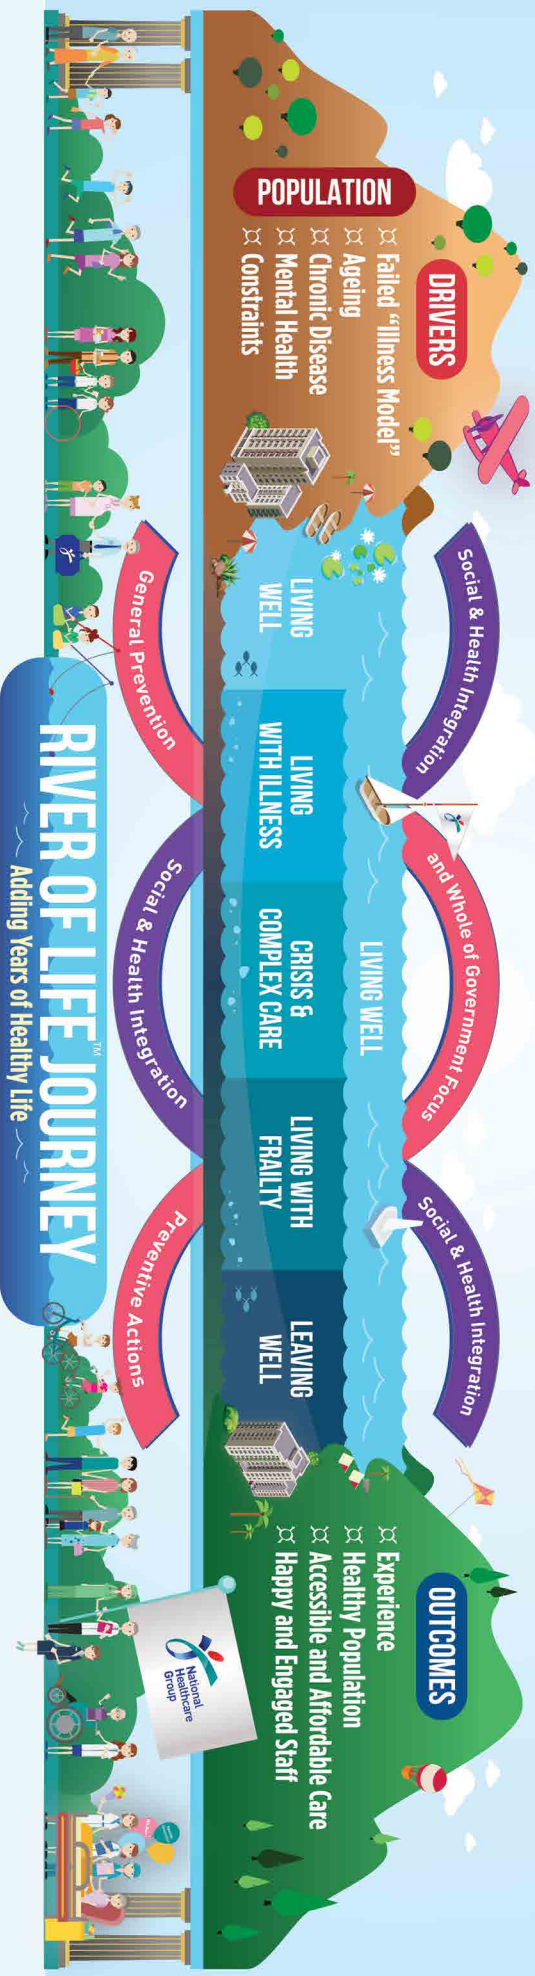 POPULATION
DRIVERS
Failed “Illness Model”
Ageing
Chronic Disease
Mental Health
Constraints
Social & Health Integration
and Whole of Government Focus
Social & Health Integration
LIVING WELL
LIVING
WELL
LIVING
WITH ILLNESS
CRISIS &
COMPLEX CARE
LIVING WITH
FRAILTY
LEAVING
WELL
General Prevention
Social & Health Integration
Preventive Actions
OUTCOMES
Experience
Healthy Population
Accessible and Affordable Care
Happy and Engaged Staff
National
Healthcare
Group
RIVER OF LIFE JOURNEY™
Adding Years of Healthy Life